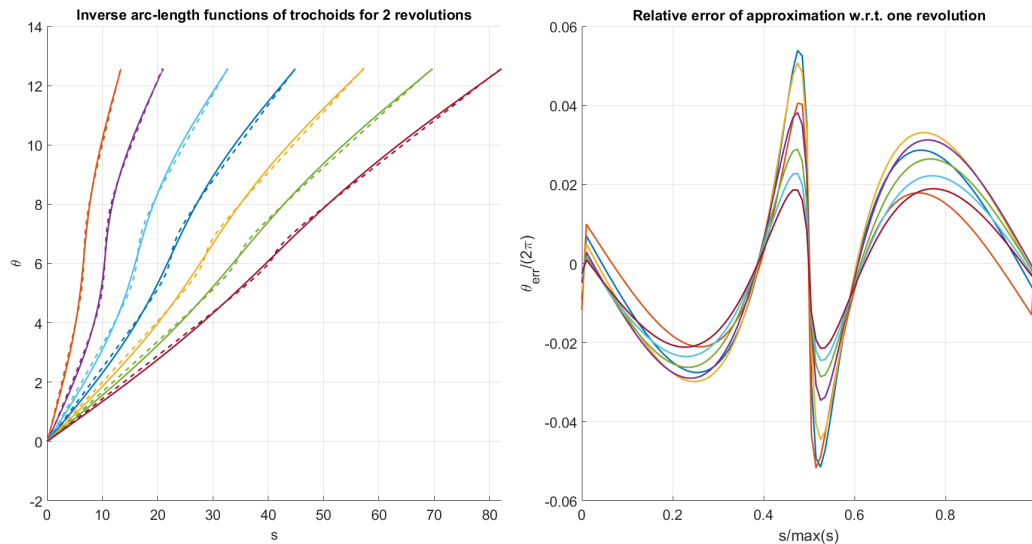 Inverse arc-length functions of trochoids for 2 revolutions
14
12
10
8
6
4
2
0
-2
θ
0 10 20 30 40 50 60 70 80
s
Relative error of approximation w.r.t. one revolution
0.06
0.04
0.02
0
-0.02
-0.04
-0.06
θerr/(2π)
0 0.2 0.4 0.6 0.8
s/max(s)